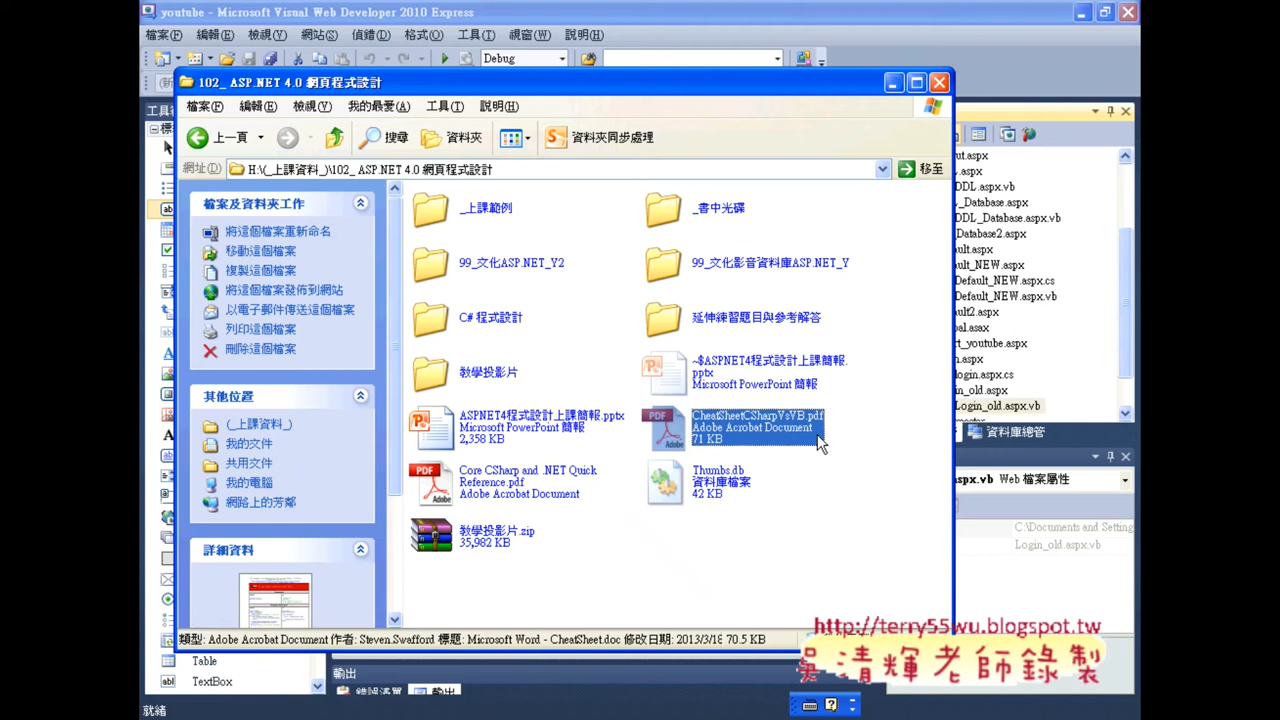 youtube - Microsoft Visual Web Developer 2010 Express
檔案(F) 編輯(E) 檢視(V) 網站(S) 偵錯(D) 格式(O) 工具(T) 視窗(W) 說明(H)
Debug
102_ ASP.NET 4.0 網頁程式設計
檔案(F) 編輯(E) 檢視(V) 我的最愛(A) 工具(T) 說明(H)
上一頁 搜尋 資料夾 資料夾同步處理
網址(D) H:\(_上課資料_)\102_ ASP.NET 4.0 網頁程式設計 移至
檔案及資料夾工作
將這個檔案重新命名
移動這個檔案
複製這個檔案
將這個檔案發佈到網站
以電子郵件傳送這個檔案
列印這個檔案
刪除這個檔案
其他位置
(_上課資料_)
我的文件
共用文件
我的電腦
網路上的芳鄰
詳細資料
_上課範例
_書中光碟
99_文化ASP.NET_Y2
99_文化影音資料庫ASP.NET_Y
C# 程式設計
延伸練習題目與參考解答
教學投影片
~$ASPNET4程式設計上課簡報.
pptx
Microsoft PowerPoint 簡報
ASPNET4程式設計上課簡報.pptx
Microsoft PowerPoint 簡報
2,358 KB
CheatSheetCSharpVsVB.pdf
Adobe Acrobat Document
71 KB
Core CSharp and .NET Quick
Reference.pdf
Adobe Acrobat Document
Thumbs.db
資料庫檔案
42 KB
教學投影片.zip
35,982 KB
類型: Adobe Acrobat Document 作者: Steven.Swafford 標題: Microsoft Word - CheatSheet.doc 修改日期: 2013/3/18 70.5 KB
工具
標
ut.aspx
.aspx
DDL.aspx.vb
_Database.aspx
DDL_Database.aspx.vb
_Database2.aspx
ault.aspx
fault_NEW.aspx
Default_NEW.aspx.cs
Default_NEW.aspx.vb
fault2.aspx
bal.asax
rt_youtube.aspx
in.aspx
ogin.aspx.cs
in_old.aspx
Login_old.aspx.vb
資料庫總管
aspx.vb Web 檔案屬性
C:\Documents and Setting
Login_old.aspx.vb
Table
TextBox
輸出
錯誤清單 輸出
就緒
http://terry55wu.blogspot.tw
吳清輝老師錄製